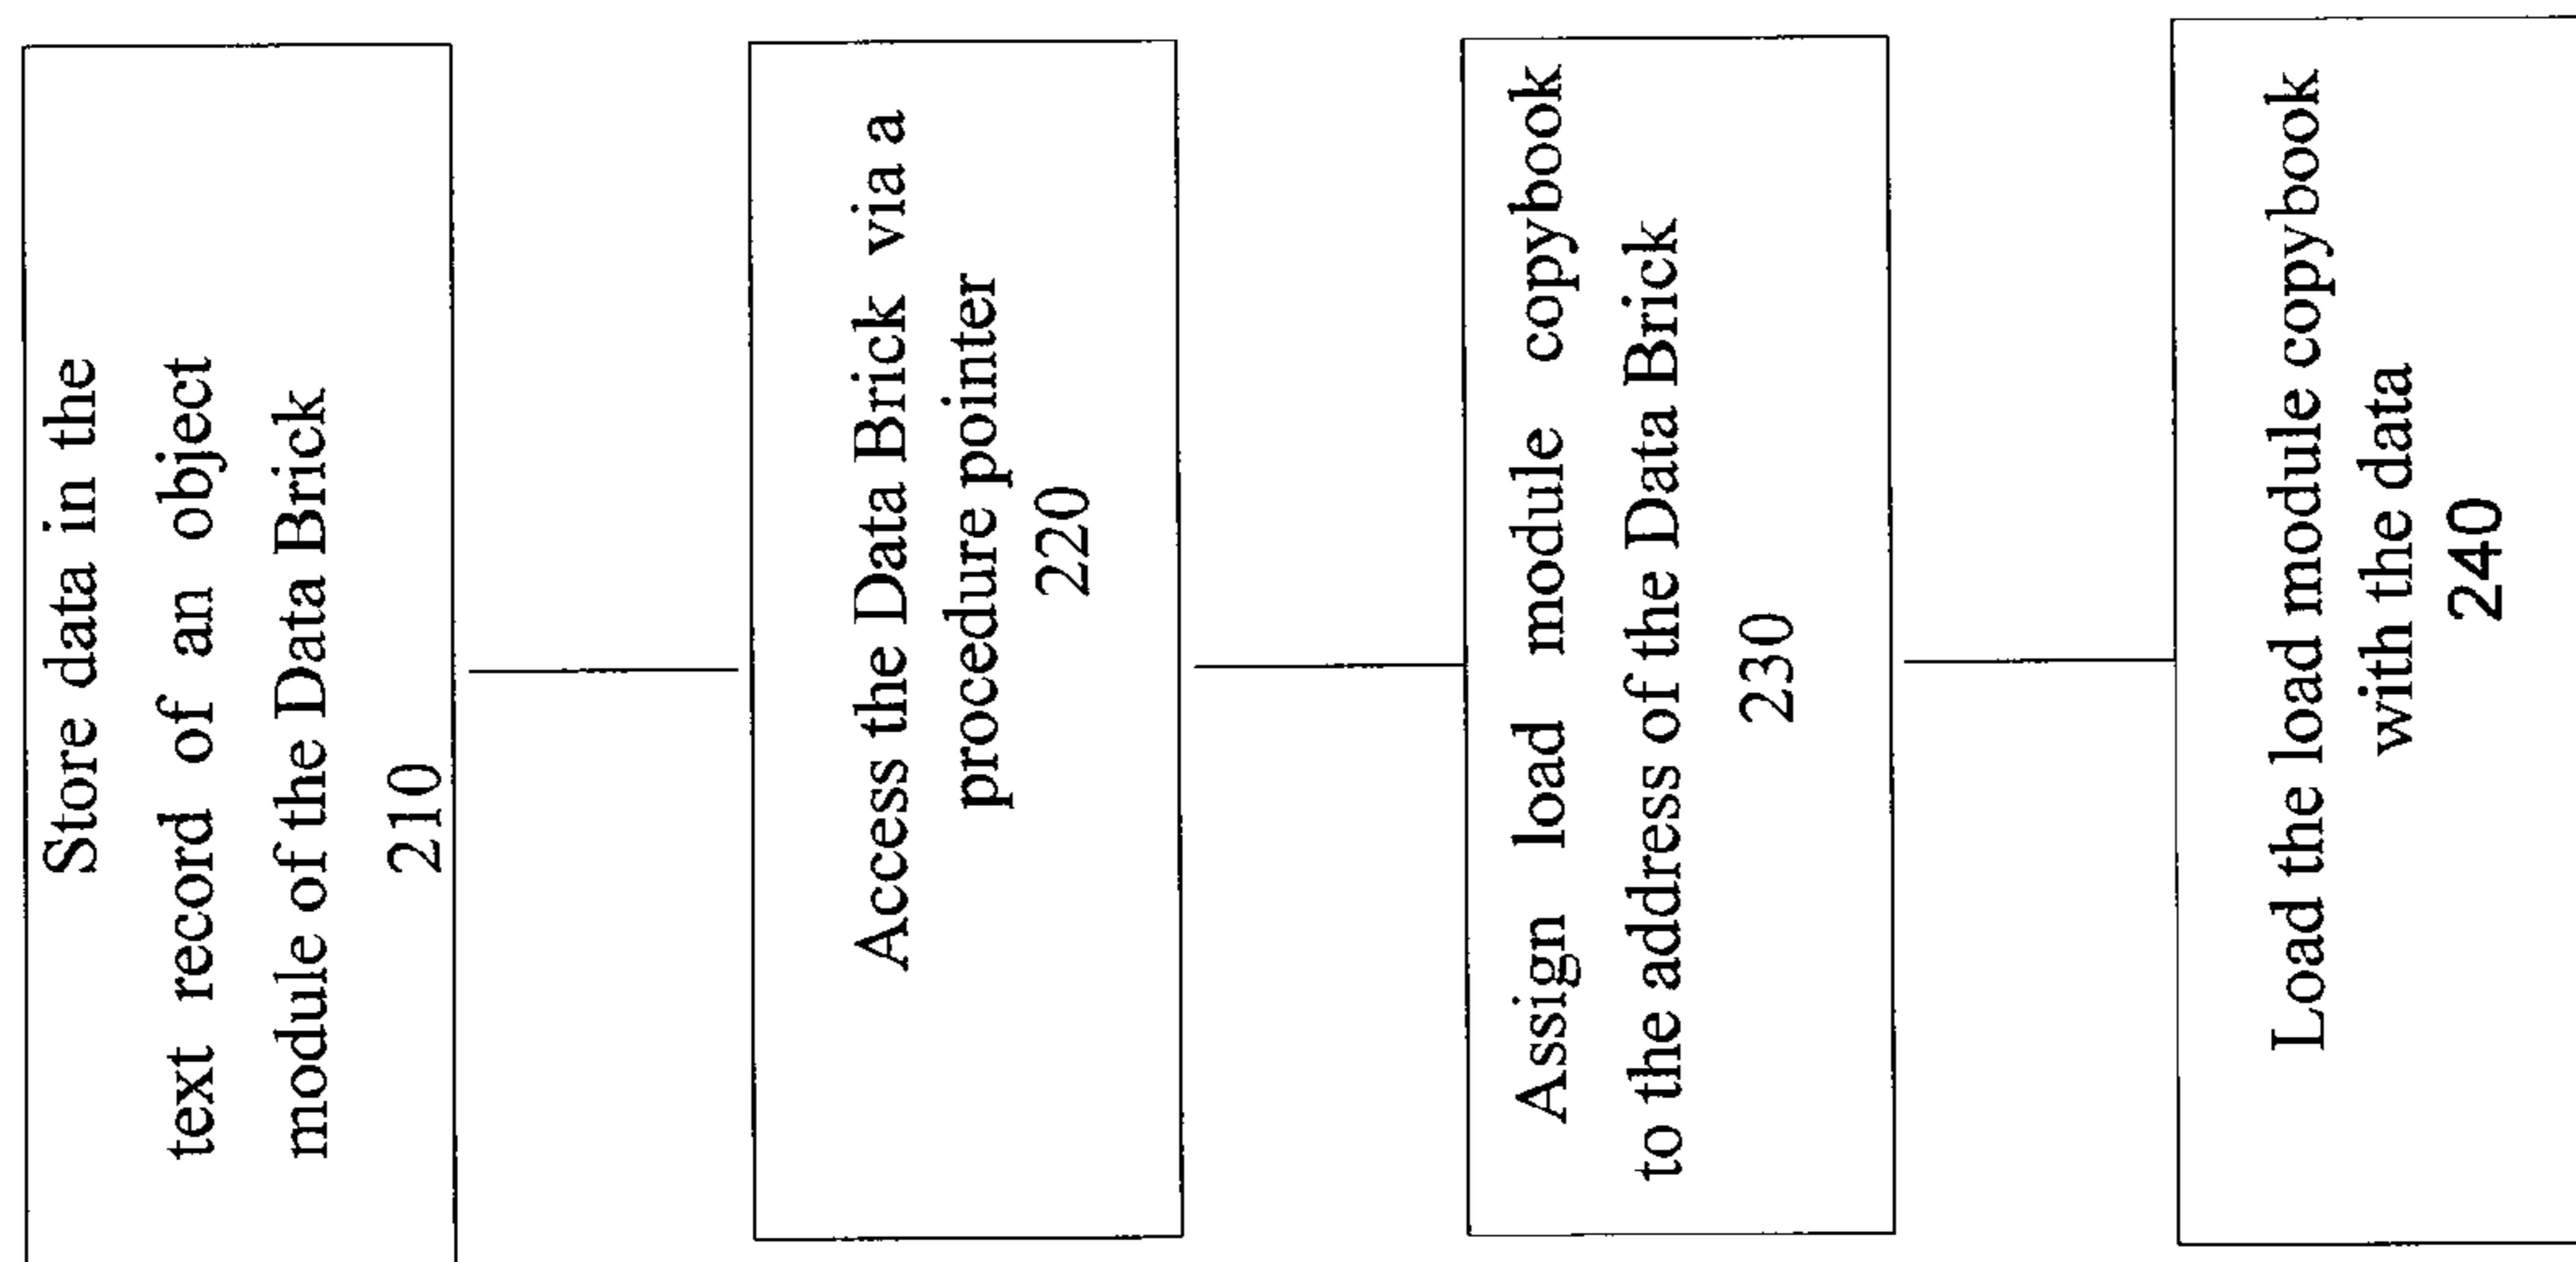 Store data in the
text record of an object
module of the Data Brick
210
Access the Data Brick via a
procedure pointer
220
Assign load module copybook
to the address of the Data Brick
230
Load the load module copybook
with the data
240